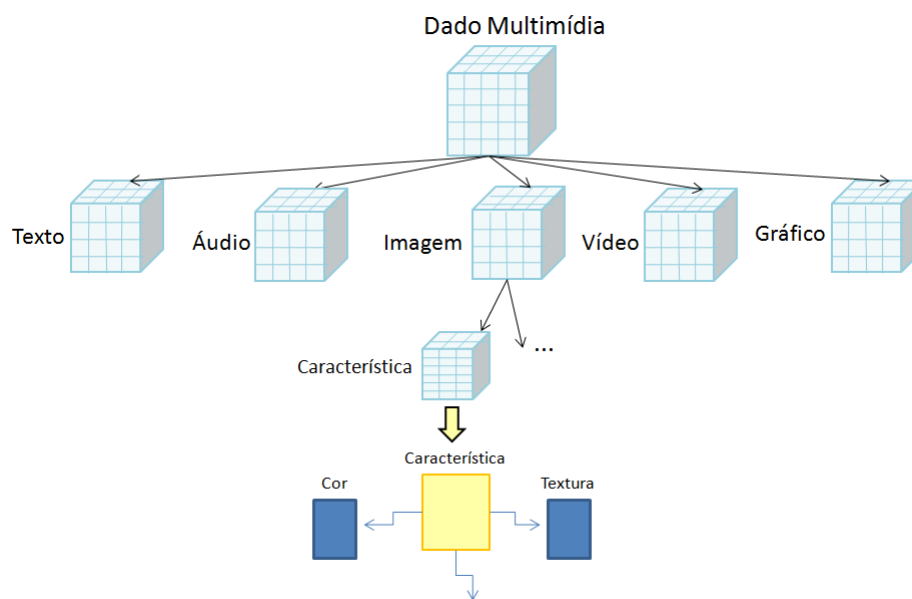 Dado Multimídia
Texto
Áudio
Imagem
Vídeo
Gráfico
...
Característica
Característica
Cor
Textura